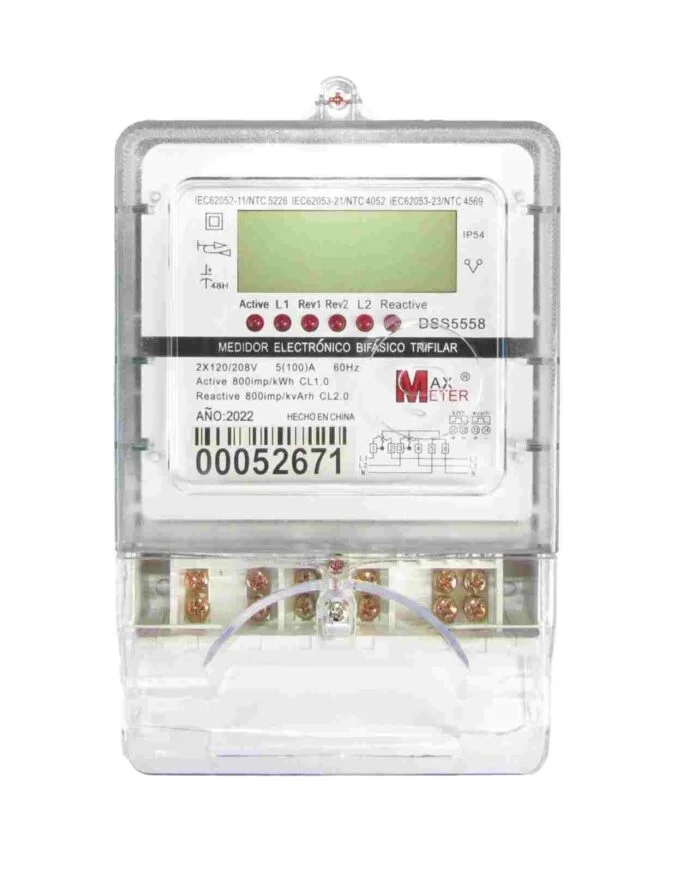 IEC62052-11/NTC 5226 IEC62053-21/NTC 4052 IEC62053-23/NTC 4569
IP54
48H
Active L1 Rev1 Rev2 L2 Reactive
DSS5558
MEDIDOR ELECTRÓNICO BIFÁSICO TRIFILAR
2X120/208V 5(100)A 60Hz
Active 800imp/kWh CL1.0
Reactive 800imp/kvArh CL2.0
MAX METER ®
AÑO:2022 HECHO EN CHINA
kWh kvarh
00052671